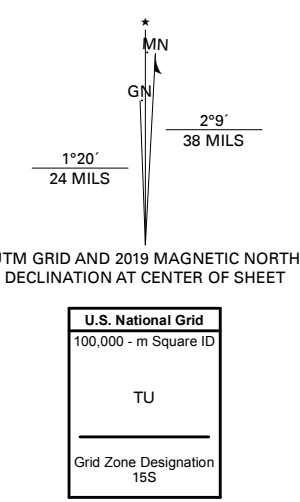 MN
GN
2°9´
38 MILS
1°20´
24 MILS
UTM GRID AND 2019 MAGNETIC NORTH
DECLINATION AT CENTER OF SHEET
U.S. National Grid
100,000 - m Square ID
TU
Grid Zone Designation
15S